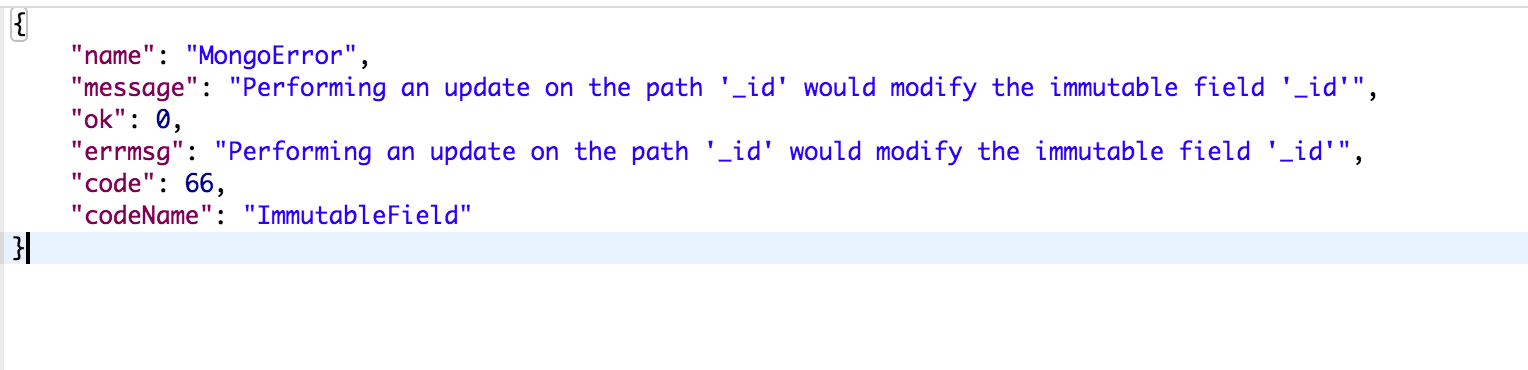 {
    "name": "MongoError",
    "message": "Performing an update on the path '_id' would modify the immutable field '_id'",
    "ok": 0,
    "errmsg": "Performing an update on the path '_id' would modify the immutable field '_id'",
    "code": 66,
    "codeName": "ImmutableField"
}